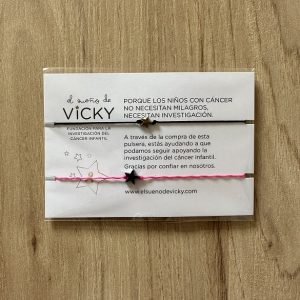 el sueño de
VICKY
FUNDACIÓN PARA LA
INVESTIGACIÓN DEL
CÁNCER INFANTIL
PORQUE LOS NIÑOS CON CÁNCER
NO NECESITAN MILAGROS,
NECESITAN INVESTIGACIÓN.
A través de la compra de esta
pulsera, estás ayudando a que
podamos seguir apoyando la
investigación del cáncer infantil.
Gracias por confiar en nosotros.
www.elsuenodevicky.com